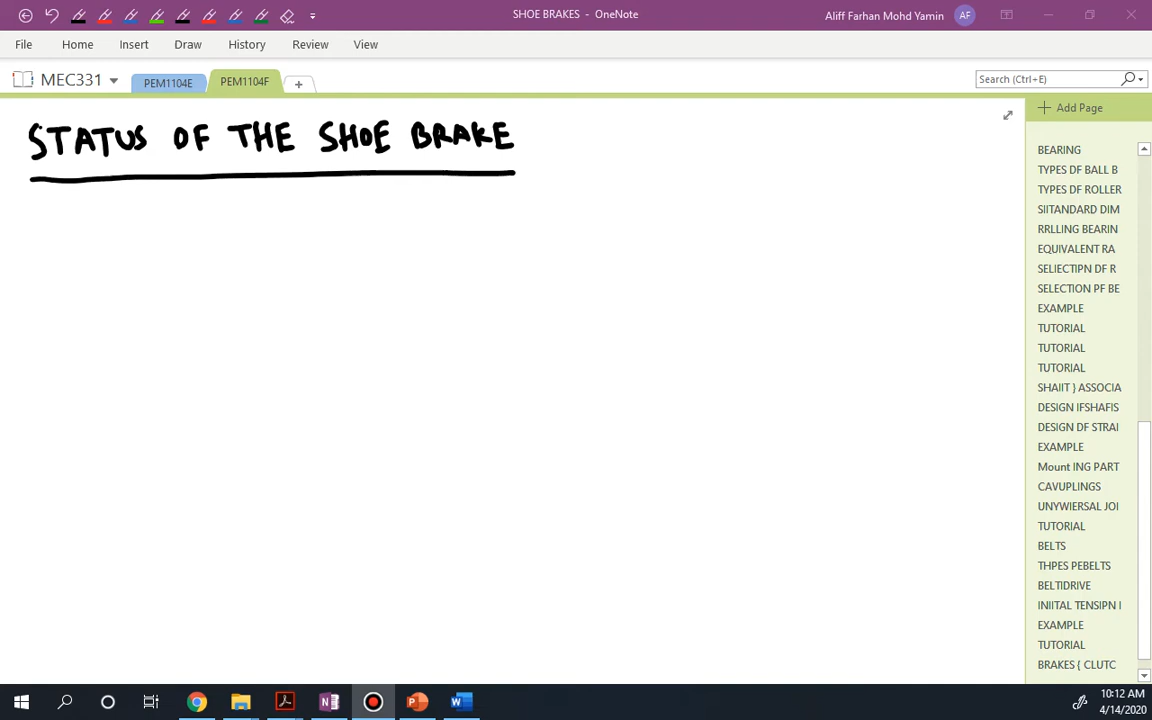 SHOE BRAKES - OneNote
Aliff Farhan Mohd Yamin
AF
File Home Insert Draw History Review View
MEC331
PEM1104E
PEM1104F
Search (Ctrl+E)
STATUS OF THE SHOE BRAKE
Add Page
BEARING
TYPES DF BALL B
TYPES DF ROLLER
SIITANDARD DIM
RRLLING BEARIN
EQUIVALENT RA
SELIECTIPN DF R
SELECTION PF BE
EXAMPLE
TUTORIAL
TUTORIAL
TUTORIAL
SHAIIT } ASSOCIA
DESIGN IFSHAFIS
DESIGN DF STRAI
EXAMPLE
Mount ING PART
CAVUPLINGS
UNYWIERSAL JOI
TUTORIAL
BELTS
THPES PEBELTS
BELTIDRIVE
INIITAL TENSIPN I
EXAMPLE
TUTORIAL
BRAKES { CLUTC
10:12 AM
4/14/2020